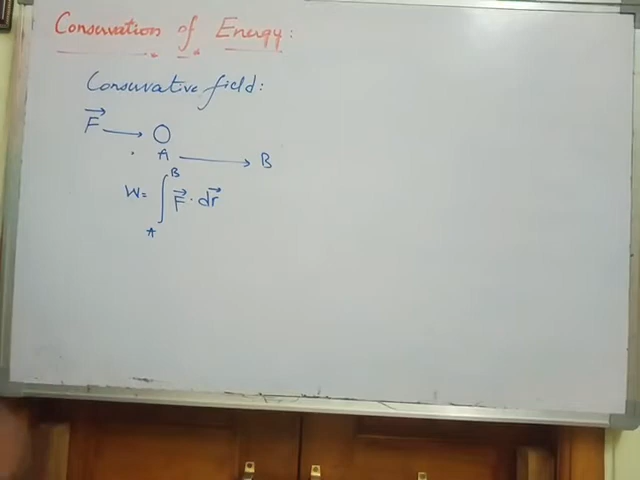 Conservation of Energy:
Conservative field:
F⃗ → O
A → B
W = ∫_A^B F⃗ · dr⃗